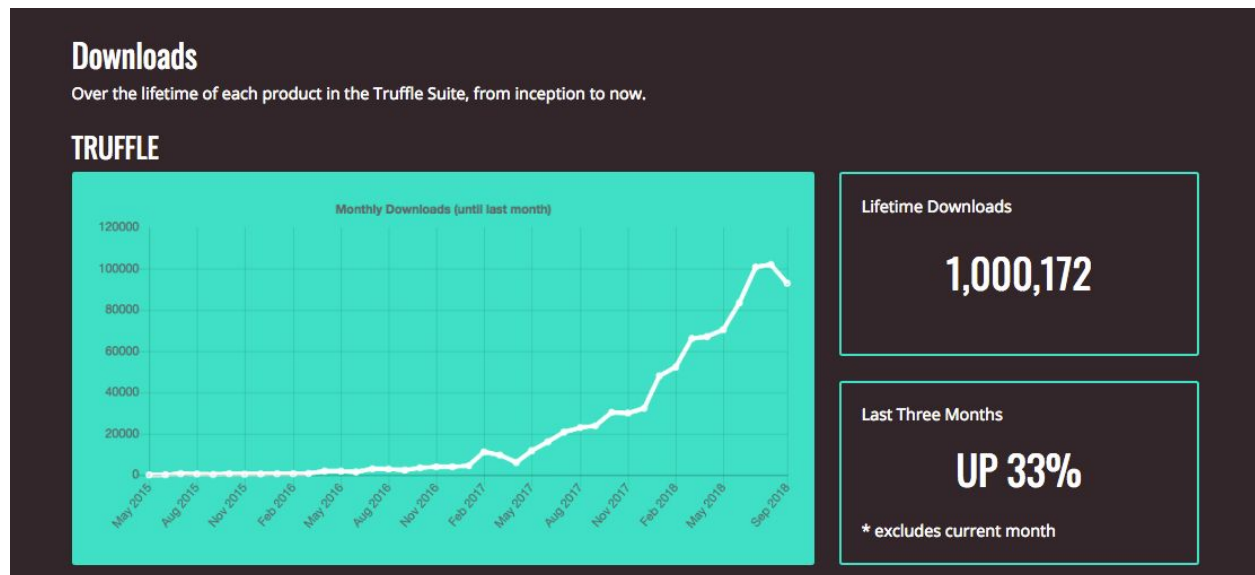 Downloads
Over the lifetime of each product in the Truffle Suite, from inception to now.
TRUFFLE
Monthly Downloads (until last month)
120000
100000
80000
60000
40000
20000
0
May 2015
Aug 2015
Nov 2015
Feb 2016
May 2016
Aug 2016
Nov 2016
Feb 2017
May 2017
Aug 2017
Nov 2017
Feb 2018
May 2018
Sep 2018
Lifetime Downloads
1,000,172
Last Three Months
UP 33%
* excludes current month